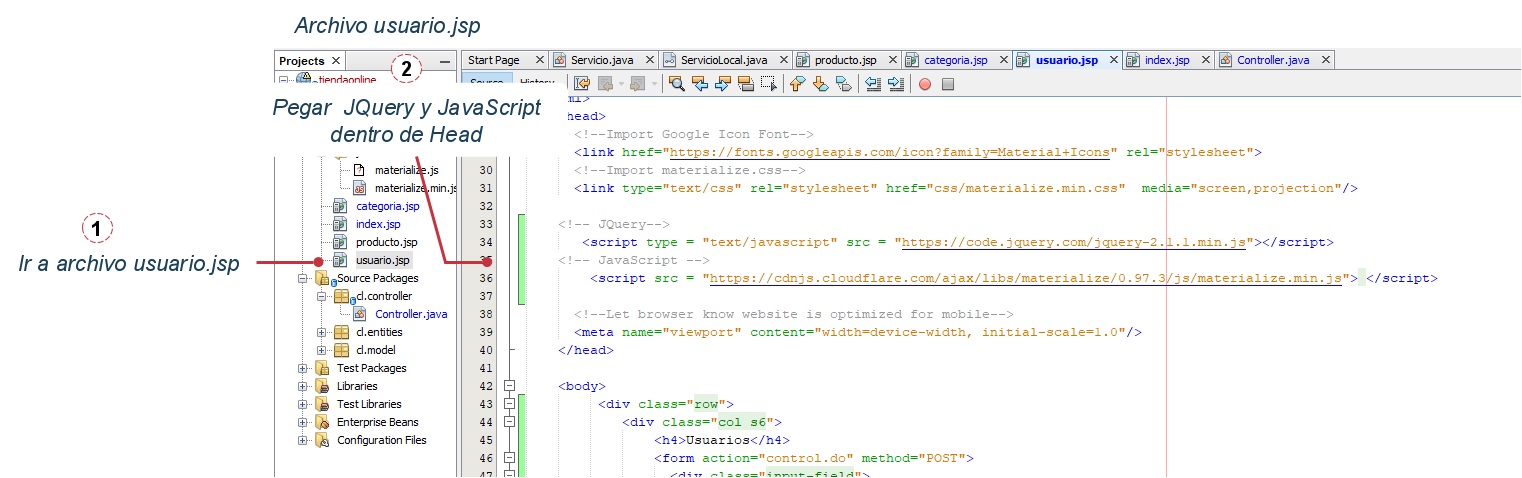 Archivo usuario.jsp
Projects
tiendaonline
2
Start Page
Servicio.java
ServicioLocal.java
producto.jsp
categoria.jsp
usuario.jsp
index.jsp
Controller.java
Source History
Pegar JQuery y JavaScript
dentro de Head
head>
<!--Import Google Icon Font-->
<link href="https://fonts.googleapis.com/icon?family=Material+Icons" rel="stylesheet">
materialize.js
30 <!--Import materialize.css-->
materialize.min.js
31 <link type="text/css" rel="stylesheet" href="css/materialize.min.css"  media="screen,projection"/>
categoria.jsp
32
1
index.jsp
33 <!-- JQuery-->
producto.jsp
34 <script type = "text/javascript" src = "https://code.jquery.com/jquery-2.1.1.min.js"></script>
Ir a archivo usuario.jsp
usuario.jsp
35 <!-- JavaScript -->
Source Packages
36 <script src = "https://cdnjs.cloudflare.com/ajax/libs/materialize/0.97.3/js/materialize.min.js"> </script>
cl.controller
37
Controller.java
38 <!--Let browser know website is optimized for mobile-->
cl.entities
39 <meta name="viewport" content="width=device-width, initial-scale=1.0"/>
cl.model
40 </head>
Test Packages
41
Libraries
42 <body>
Test Libraries
43 <div class="row">
Enterprise Beans
44 <div class="col s6">
Configuration Files
45 <h4>Usuarios</h4>
46 <form action="control.do" method="POST">
47 <div class="input-field">